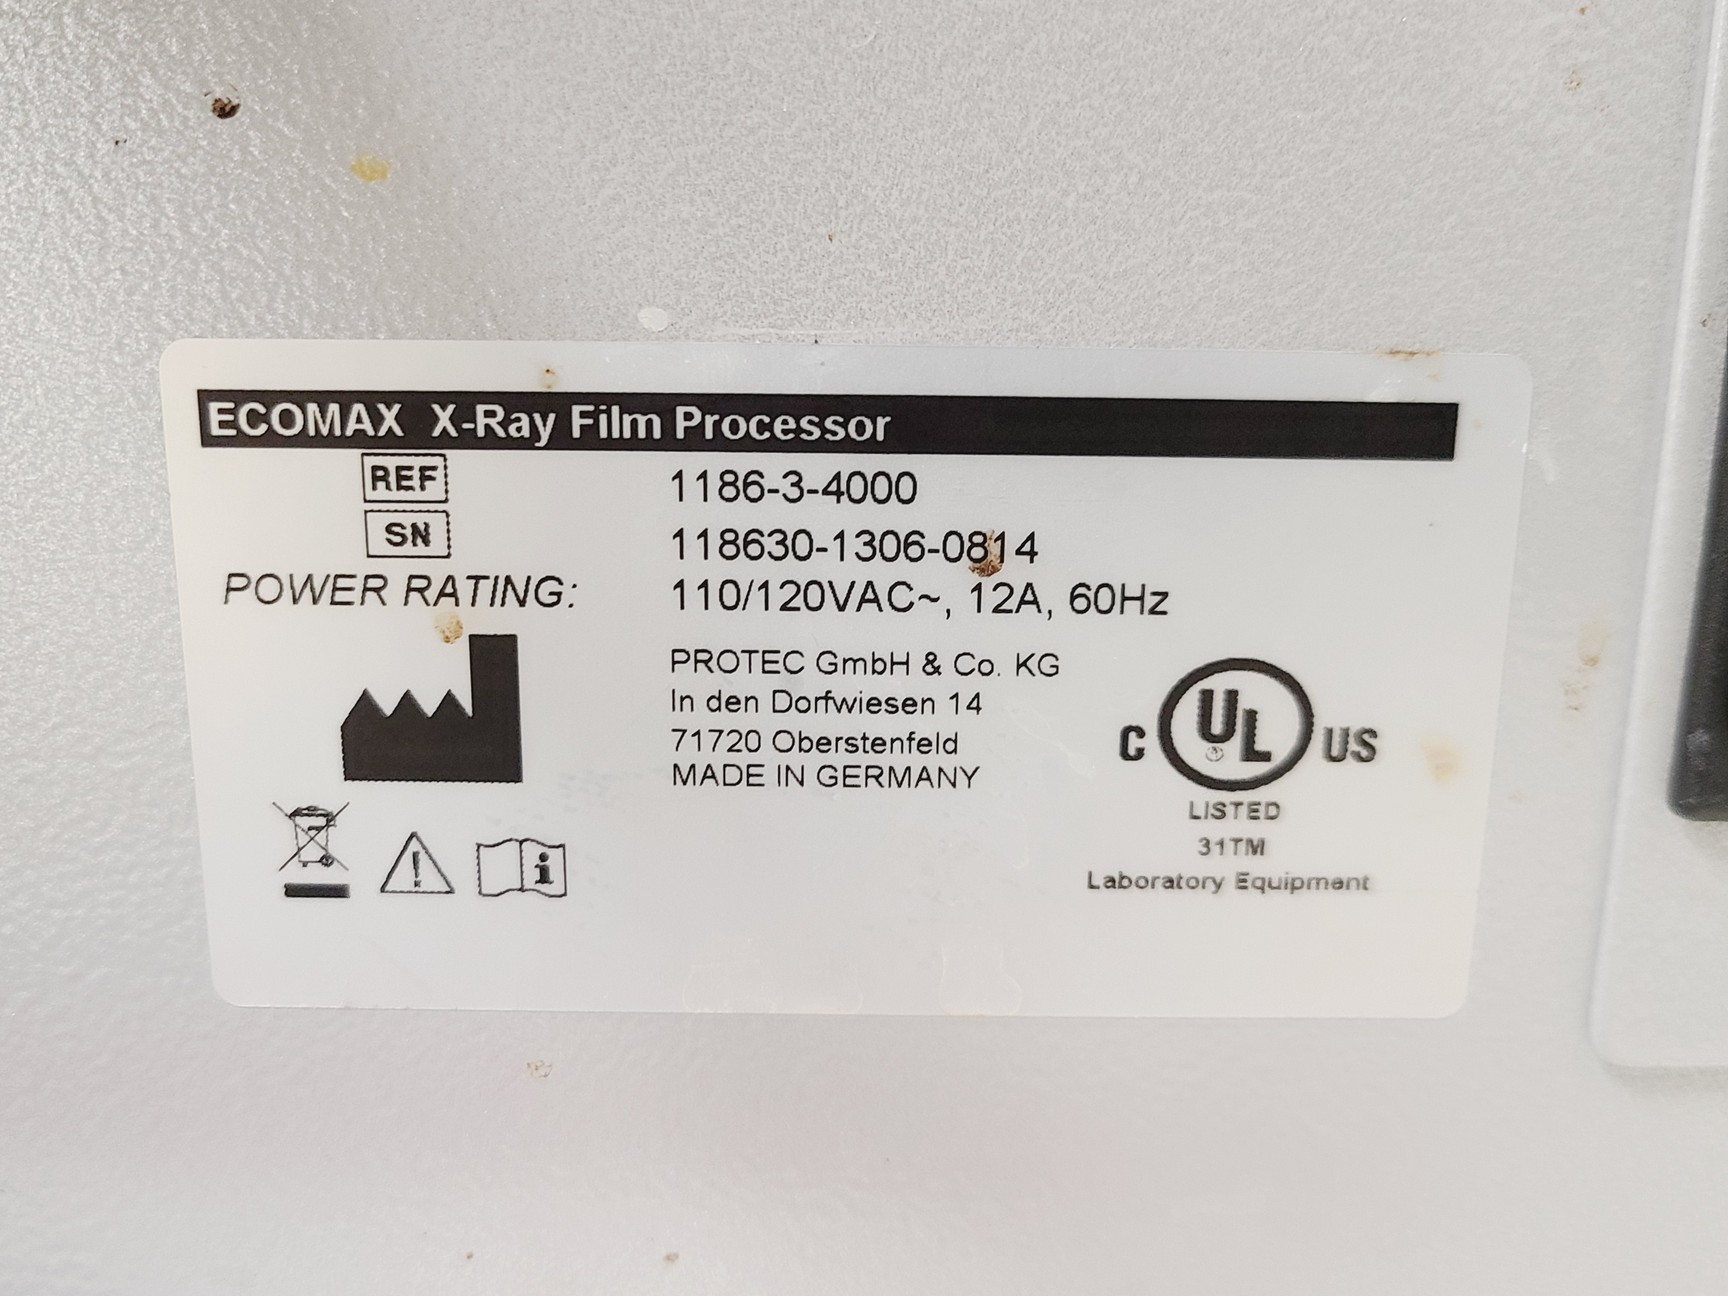 ECOMAX X-Ray Film Processor
REF 1186-3-4000
SN 118630-1306-0814
POWER RATING: 110/120VAC~, 12A, 60Hz
PROTEC GmbH & Co. KG
In den Dorfwiesen 14
71720 Oberstenfeld
MADE IN GERMANY
C UL US
LISTED
31TM
Laboratory Equipment